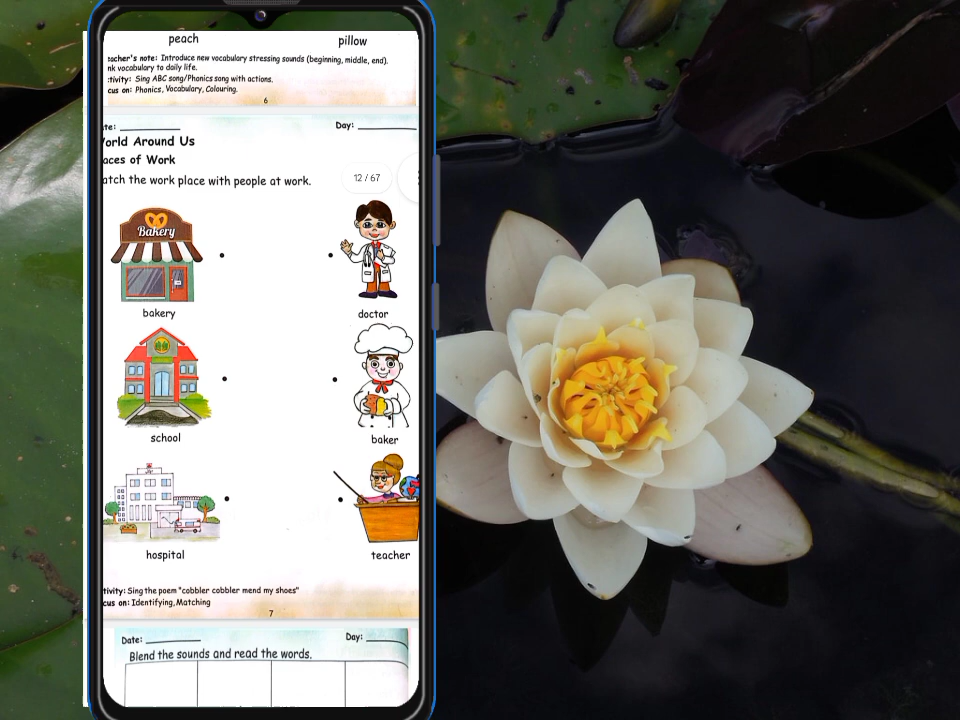 peach pillow
eacher's note: Introduce new vocabulary stressing sounds (beginning, middle, end).
nk vocabulary to daily life.
tivity: Sing ABC song/Phonics song with actions.
cus on: Phonics, Vocabulary, Colouring.
6
te: Day:
orld Around Us
aces of Work
atch the work place with people at work.
12 / 67
Bakery
bakery doctor
school baker
hospital teacher
tivity: Sing the poem "cobbler cobbler mend my shoes"
cus on: Identifying, Matching
7
Date: Day:
Blend the sounds and read the words.